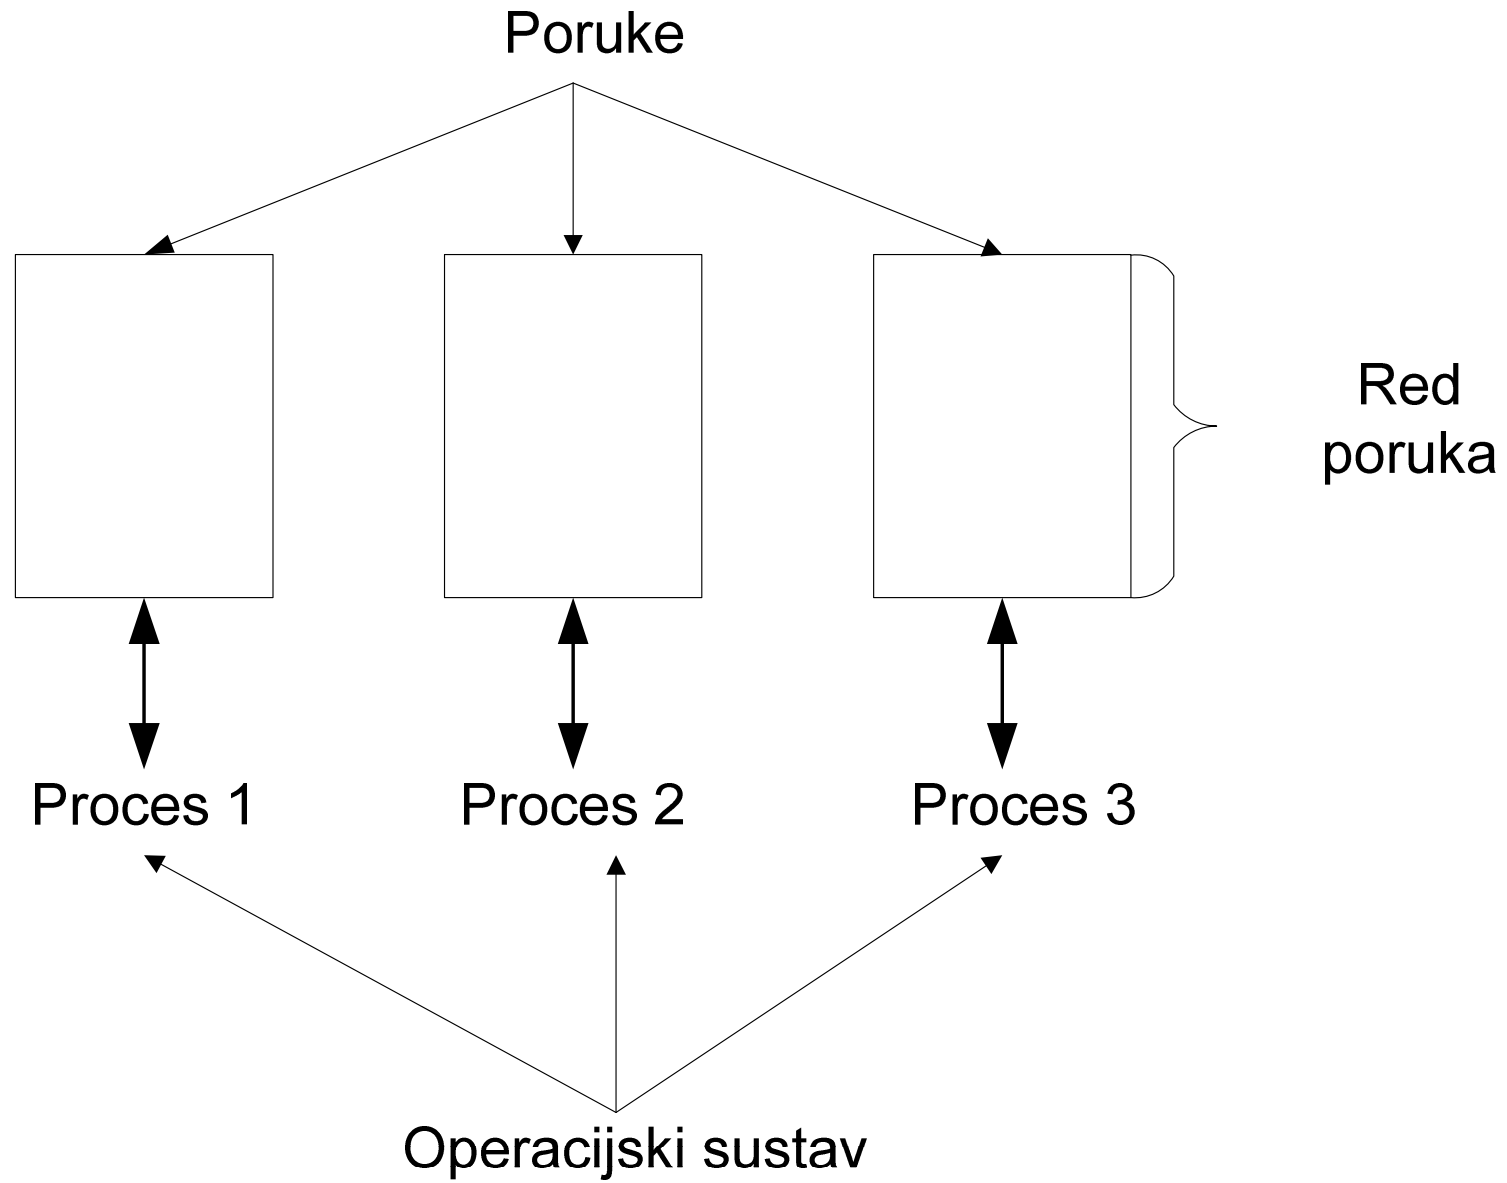 Poruke
Red
poruka
Proces 1
Proces 2
Proces 3
Operacijski sustav